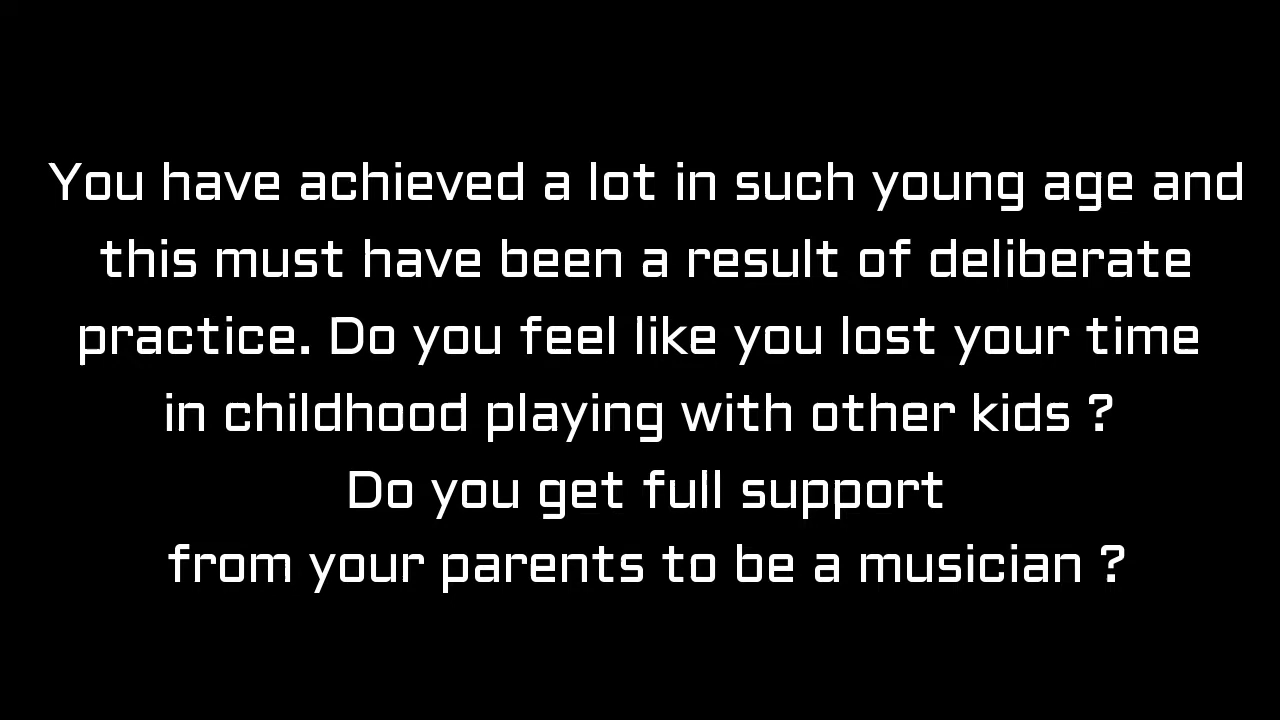 You have achieved a lot in such young age and
this must have been a result of deliberate
practice. Do you feel like you lost your time
in childhood playing with other kids ?
Do you get full support
from your parents to be a musician ?